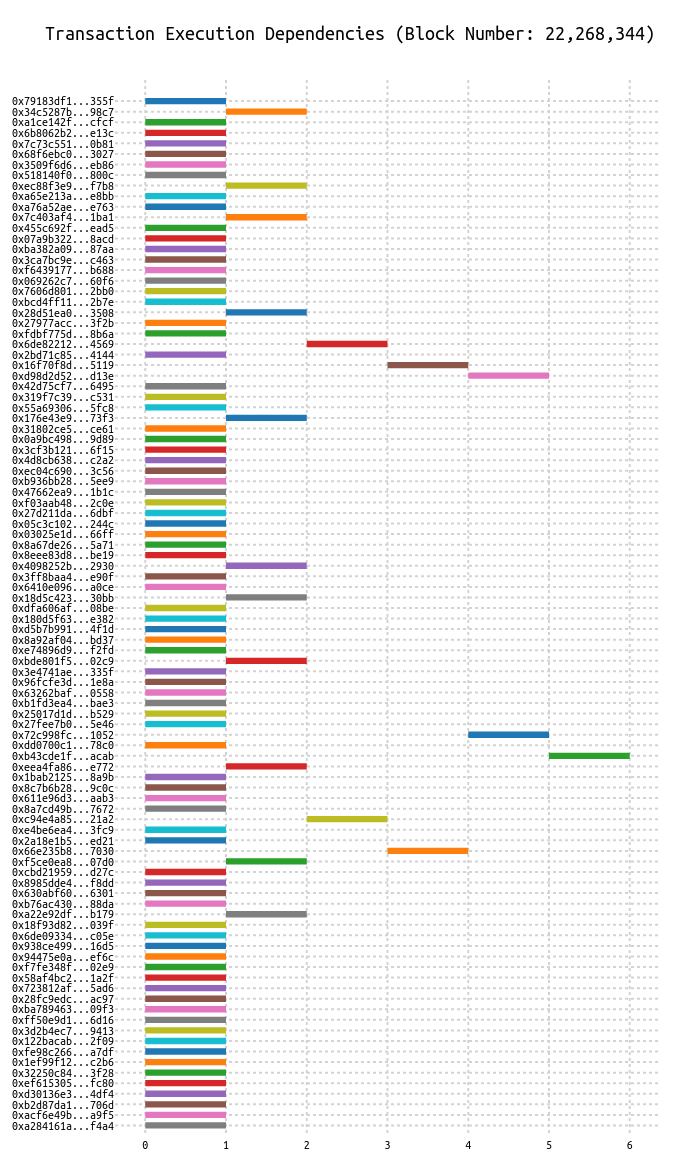 Transaction Execution Dependencies (Block Number: 22,268,344)
0x79183df1...355f
0x34c5287b...98c7
0xa1ce142f...cfcf
0x6b8062b2...e13c
0x7c73c551...0b81
0x68f6ebc0...3027
0x3509f6d6...eb86
0x518140f0...800c
0xec88f3e9...f7b8
0xa65e213a...e8bb
0xa76a52ae...e763
0x7c403af4...1ba1
0x455c692f...ead5
0x07a9b322...8acd
0xba382a09...87aa
0x3ca7bc9e...c463
0xf6439177...b688
0x069262c7...60f6
0x7606d801...2bb0
0xbcd4ff11...2b7e
0x28d51ea0...3508
0x27977acc...3f2b
0xfdbf775d...8b6a
0x6de82212...4569
0x2bd71c85...4144
0x16f70f8d...5119
0xd98d2d52...d13e
0x42d75cf7...6495
0x319f7c39...c531
0x55a69306...5fc8
0x176e43e9...73f3
0x31802ce5...ce61
0x0a9bc498...9d89
0x3cf3b121...6f15
0x4d8cb638...c2a2
0xec04c690...3c56
0xb936bb28...5ee9
0x47662ea9...1b1c
0xf03aab48...2c0e
0x27d211da...6dbf
0x05c3c102...244c
0x03025e1d...66ff
0x8a67de26...5a71
0x8eee83d8...be19
0x4098252b...2930
0x3ff8baa4...e90f
0x6410e096...a0ce
0x18d5c423...30bb
0xdfa606af...08be
0x180d5f63...e382
0xd5b7b991...4f1d
0x8a92af04...bd37
0xe74896d9...f2fd
0xbde801f5...02c9
0x3e4741ae...335f
0x96fcfe3d...1e8a
0x63262baf...0558
0xb1fd3ea4...bae3
0x25017d1d...b529
0x27fee7b0...5e46
0x72c998fc...1052
0xdd0700c1...78c0
0xb43cde1f...acab
0xeea4fa86...e772
0x1bab2125...8a9b
0x8c7b6b28...9c0c
0x611e96d3...aab3
0x8a7cd49b...7672
0xc94e4a85...21a2
0xe4be6ea4...3fc9
0x2a18e1b5...ed21
0x66e235b8...7030
0xf5ce0ea8...07d0
0xcbd21959...d27c
0x8985dde4...f8dd
0x630abf60...6301
0xb76ac430...88da
0xa22e92df...b179
0x18f93d82...039f
0x6de09334...c05e
0x938ce499...16d5
0x94475e0a...ef6c
0xf7fe348f...02e9
0x58af4bc2...1a2f
0x723812af...5ad6
0x28fc9edc...ac97
0xba789463...09f3
0xff50e9d1...6d16
0x3d2b4ec7...9413
0x122bacab...2f09
0xfe98c266...a7df
0x1ef99f12...c2b6
0x32250c84...3f28
0xef615305...fc80
0xd30136e3...4df4
0xb2d87da1...706d
0xacf6e49b...a9f5
0xa284161a...f4a4
0 1 2 3 4 5 6